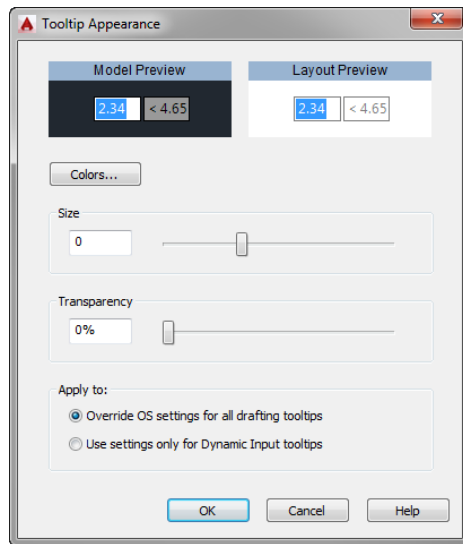 Tooltip Appearance
Model Preview
Layout Preview
2.34 < 4.65
2.34 < 4.65
Colors...
Size
0
Transparency
0%
Apply to:
Override OS settings for all drafting tooltips
Use settings only for Dynamic Input tooltips
OK
Cancel
Help